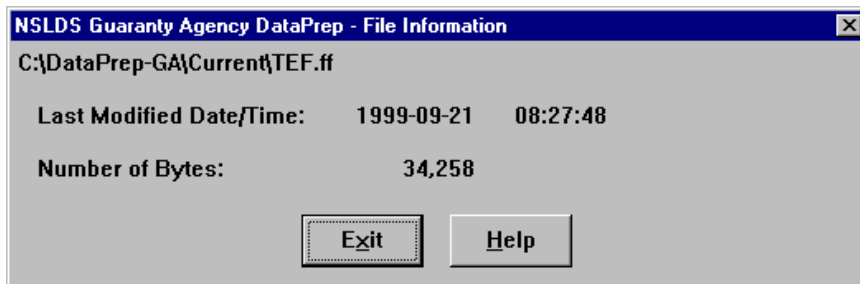 NSLDS Guaranty Agency DataPrep - File Information
C:\DataPrep-GA\Current\TEF.ff
Last Modified Date/Time: 1999-09-21 08:27:48
Number of Bytes: 34,258
Exit Help